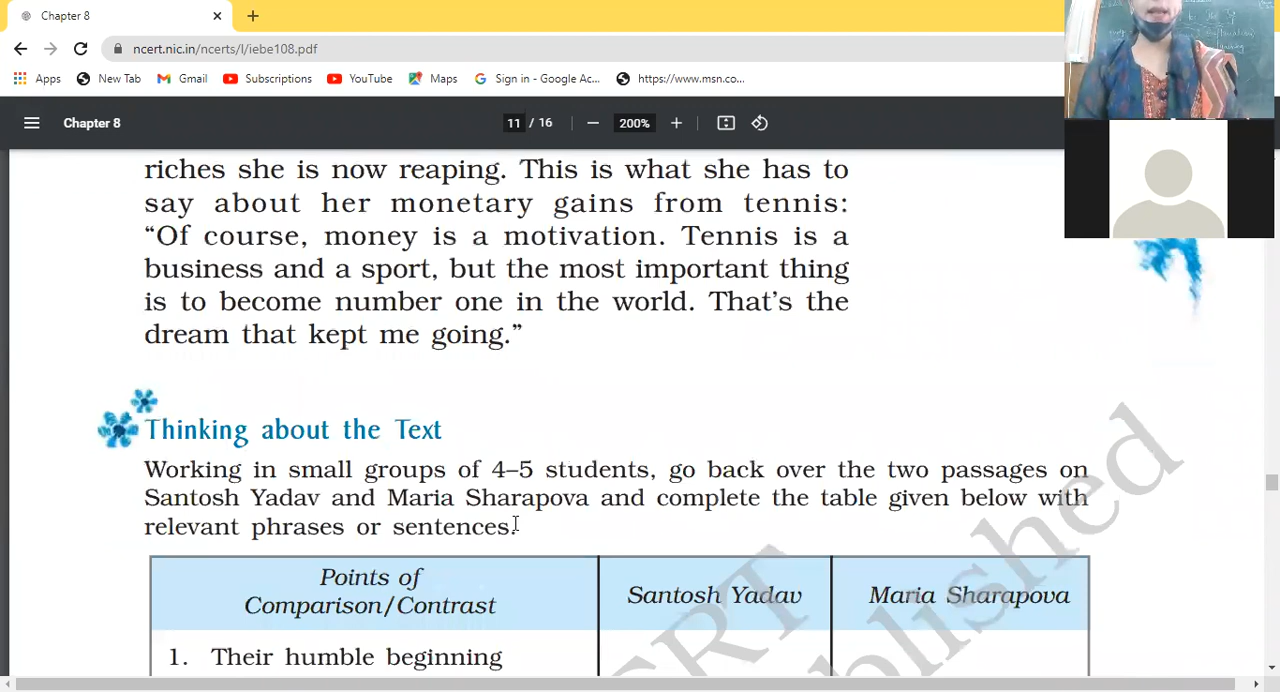 Chapter 8
ncert.nic.in/ncerts/l/iebe108.pdf
Apps
New Tab
Gmail
Subscriptions
YouTube
Maps
Sign in - Google Ac...
https://www.msn.co...
Chapter 8
11 / 16
200%
riches she is now reaping. This is what she has to
say about her monetary gains from tennis:
“Of course, money is a motivation. Tennis is a
business and a sport, but the most important thing
is to become number one in the world. That’s the
dream that kept me going.”
Thinking about the Text
Working in small groups of 4–5 students, go back over the two passages on
Santosh Yadav and Maria Sharapova and complete the table given below with
relevant phrases or sentences.
Points of
Comparison/Contrast
Santosh Yadav
Maria Sharapova
1. Their humble beginning